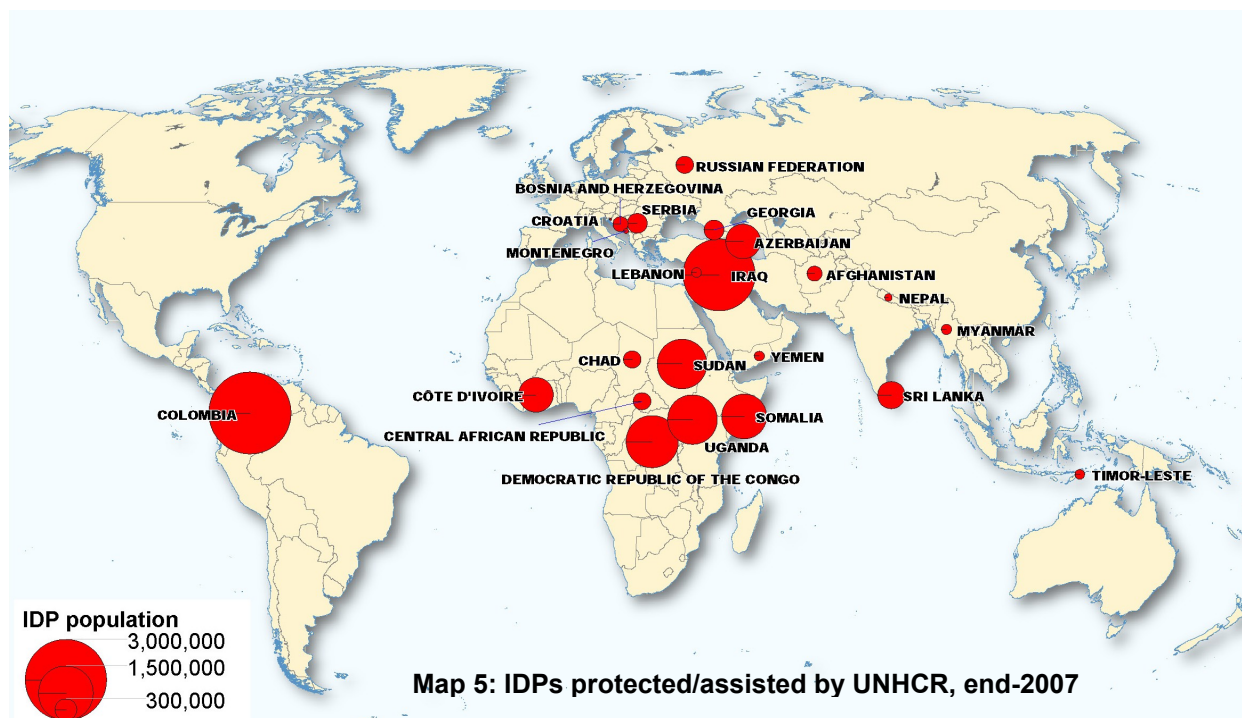 RUSSIAN FEDERATION
BOSNIA AND HERZEGOVINA
SERBIA
CROATIA
GEORGIA
MONTENEGRO
AZERBAIJAN
LEBANON
IRAQ
AFGHANISTAN
NEPAL
MYANMAR
CHAD
SUDAN
YEMEN
CÔTE D'IVOIRE
SRI LANKA
COLOMBIA
SOMALIA
CENTRAL AFRICAN REPUBLIC
UGANDA
DEMOCRATIC REPUBLIC OF THE CONGO
TIMOR-LESTE
IDP population
3,000,000
1,500,000
300,000
Map 5: IDPs protected/assisted by UNHCR, end-2007